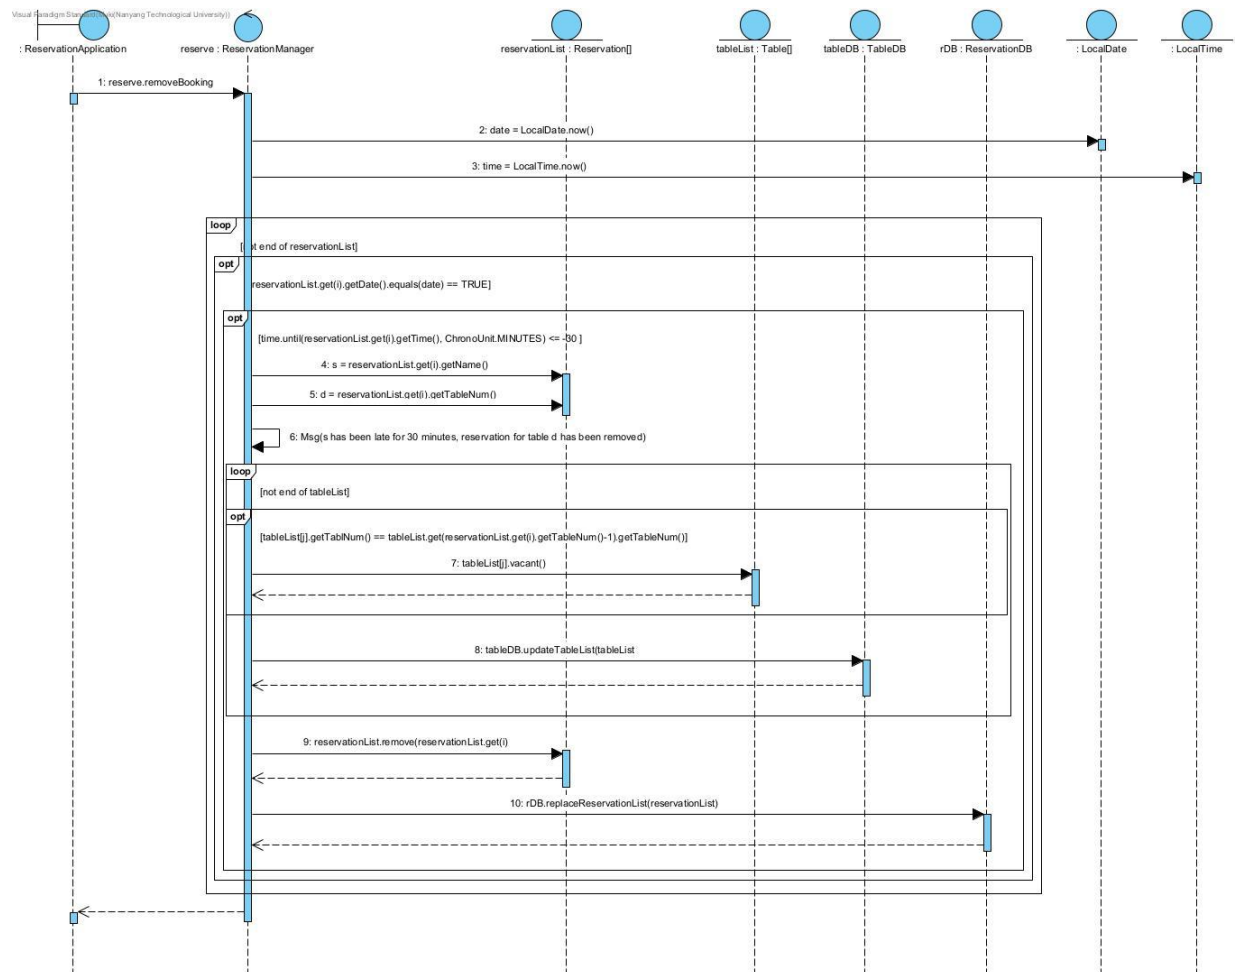 Visual Paradigm Standard(Nanyang Technological University))
: ReservationApplication
reserve : ReservationManager
reservationList : Reservation[]
tableList : Table[]
tableDB : TableDB
rDB : ReservationDB
: LocalDate
: LocalTime
1: reserve.removeBooking
2: date = LocalDate.now()
3: time = LocalTime.now()
loop
end of reservationList]
opt
reservationList.get(i).getDate().equals(date) == TRUE]
opt
[time.until(reservationList.get(i).getTime(), ChronoUnit.MINUTES) <= -30 ]
4: s = reservationList.get(i).getName()
5: d = reservationList.get(i).getTableNum()
6: Msg(s has been late for 30 minutes, reservation for table d has been removed)
loop
[not end of tableList]
opt
[tableList[j].getTablNum() == tableList.get(reservationList.get(i).getTableNum()-1).getTableNum()]
7: tableList[j].vacant()
8: tableDB.updateTableList(tableList
9: reservationList.remove(reservationList.get(i)
10: rDB.replaceReservationList(reservationList)